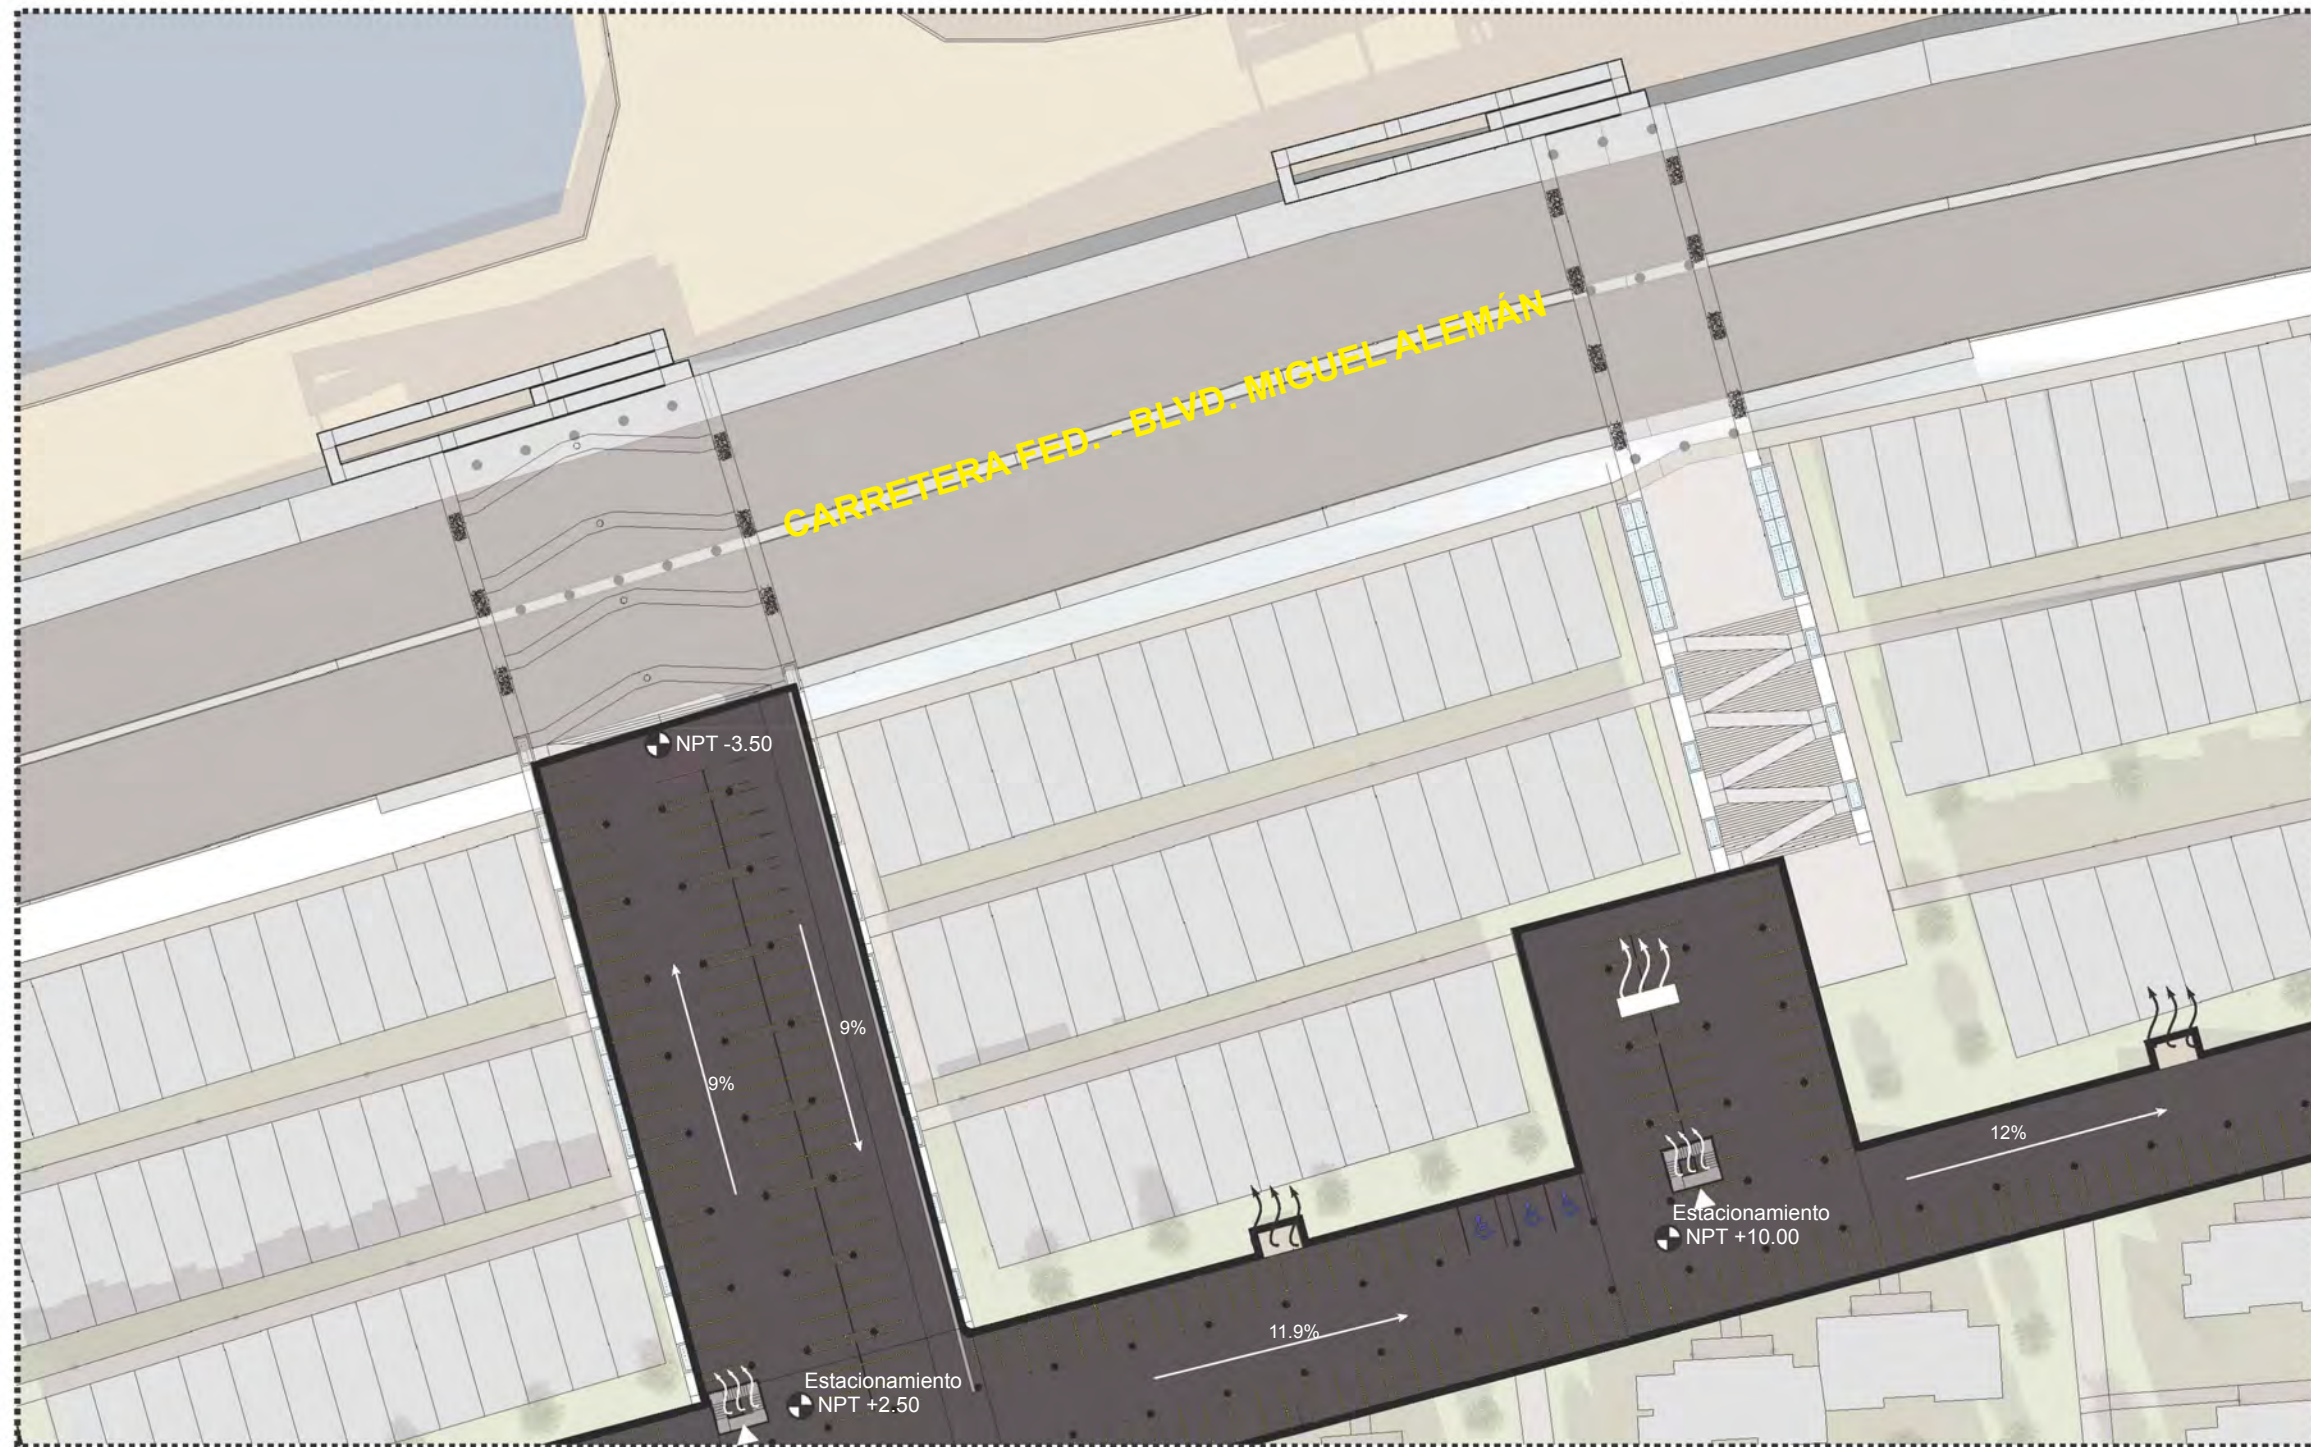 CARRETERA FED. - BLVD. MIGUEL ALEMÁN
NPT -3.50
9%
9%
12%
Estacionamiento
NPT +10.00
11.9%
Estacionamiento
NPT +2.50